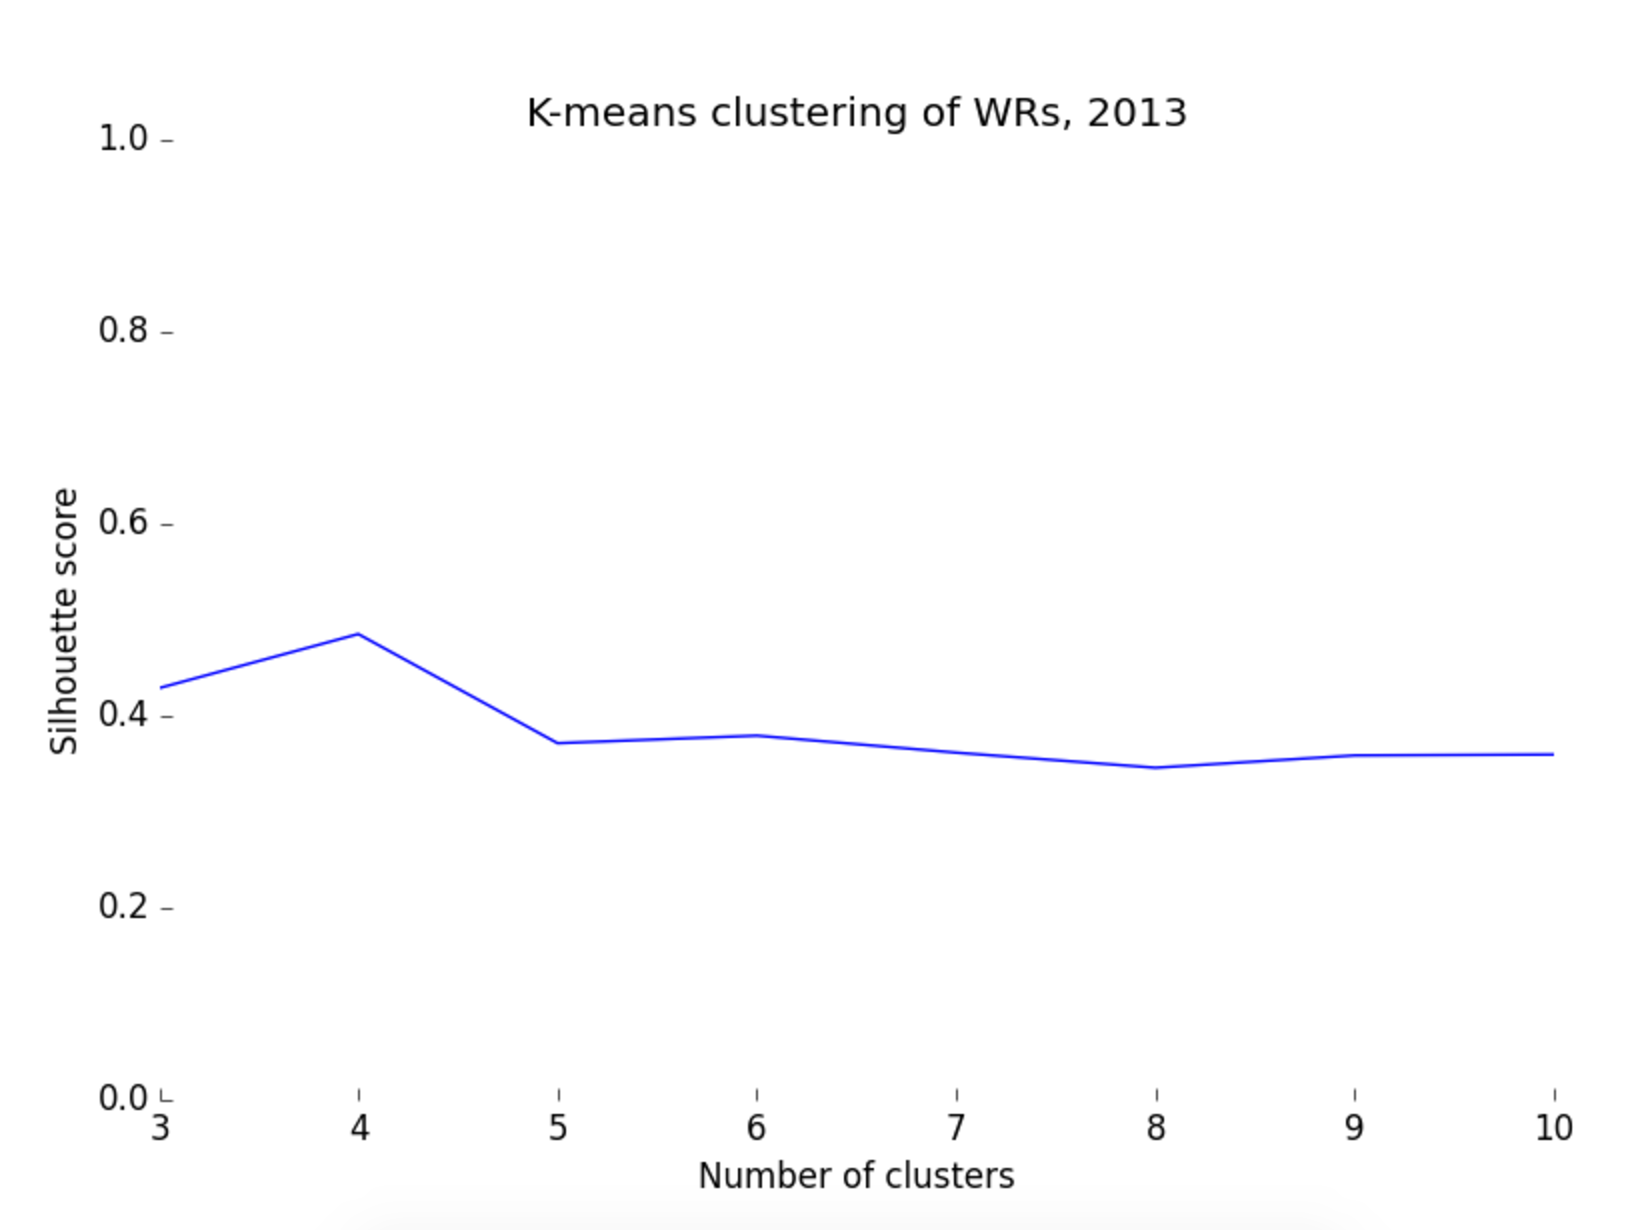 K-means clustering of WRs, 2013
1.0
0.8
0.6
0.4
0.2
0.0
Silhouette score
3 4 5 6 7 8 9 10
Number of clusters